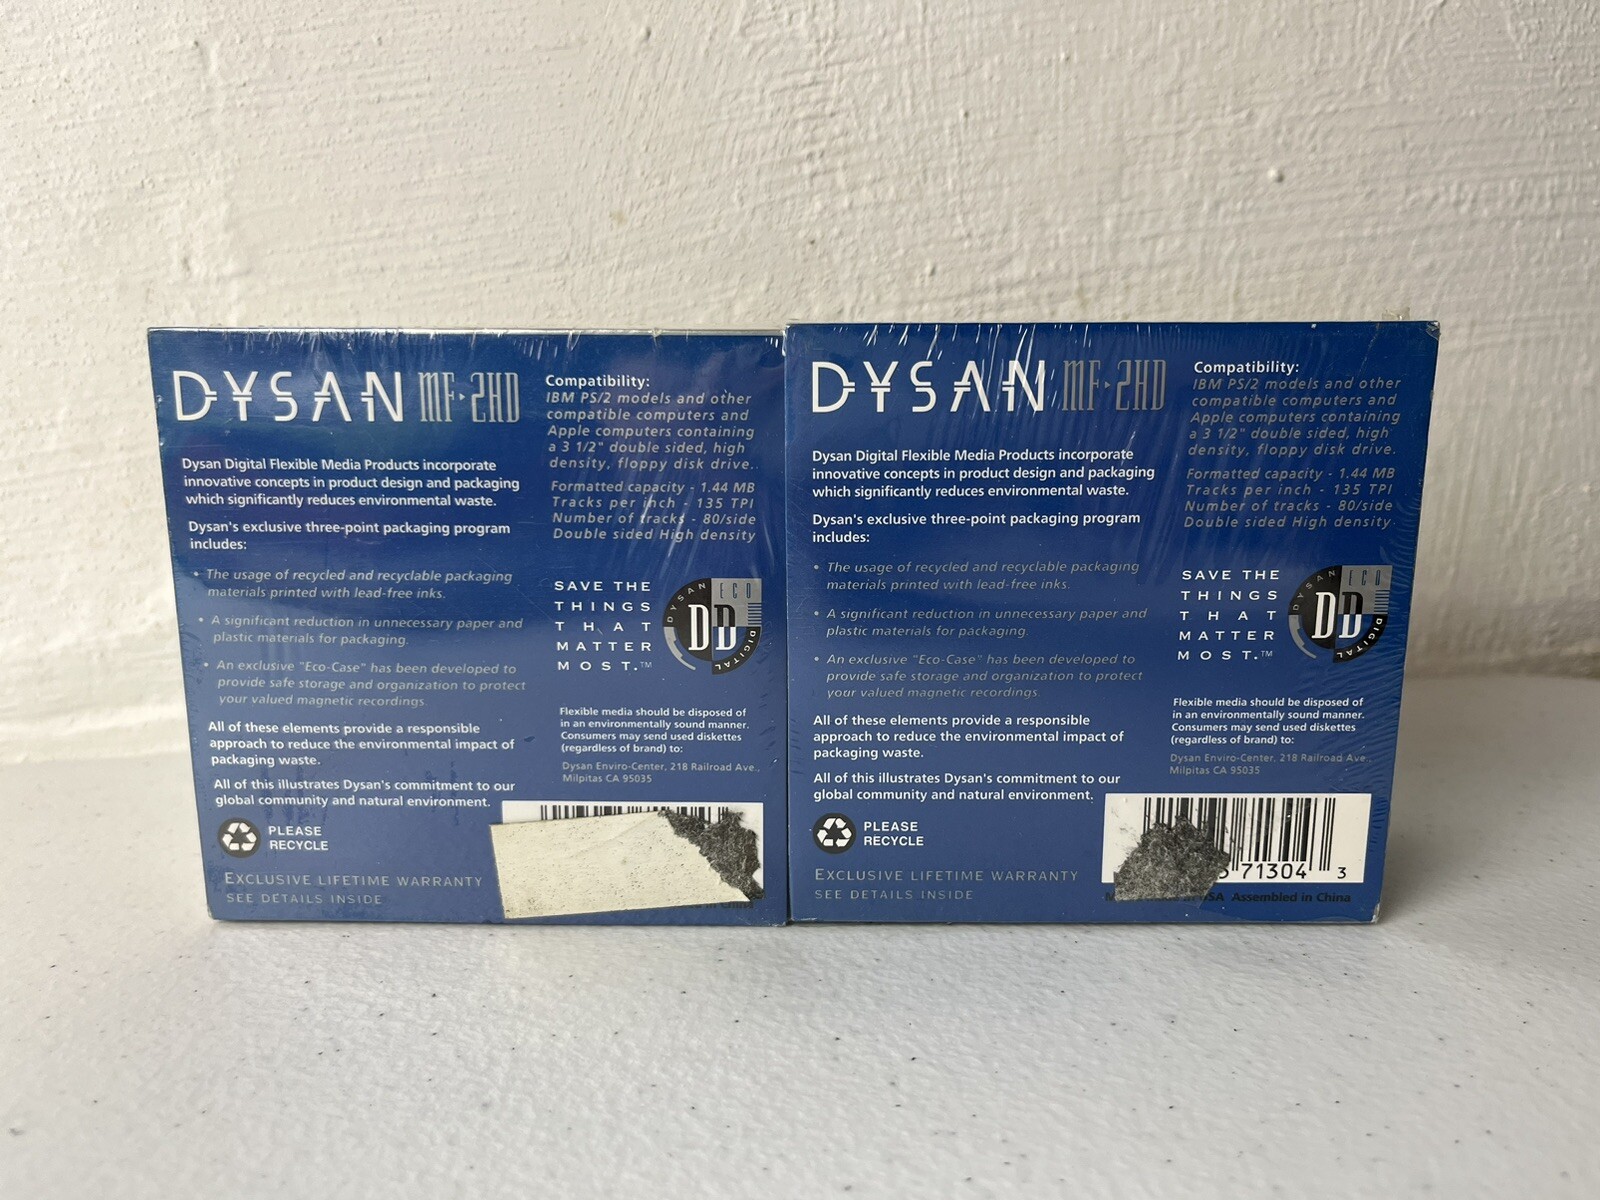 DYSAN MF-2HD
Dysan Digital Flexible Media Products incorporate
innovative concepts in product design and packaging
which significantly reduces environmental waste.
Dysan's exclusive three-point packaging program
includes:
• The usage of recycled and recyclable packaging
materials printed with lead-free inks.
• A significant reduction in unnecessary paper and
plastic materials for packaging.
• An exclusive "Eco-Case" has been developed to
provide safe storage and organization to protect
your valued magnetic recordings.
All of these elements provide a responsible
approach to reduce the environmental impact of
packaging waste.
All of this illustrates Dysan's commitment to our
global community and natural environment.
PLEASE
RECYCLE
EXCLUSIVE LIFETIME WARRANTY
SEE DETAILS INSIDE
Compatibility:
IBM PS/2 models and other
compatible computers and
Apple computers containing
a 3 1/2" double sided, high
density, floppy disk drive.
Formatted capacity - 1.44 MB
Tracks per inch - 135 TPI
Number of tracks - 80/side
Double sided High density
SAVE THE
THINGS
THAT
MATTER
MOST.™
DYSAN
ECO
DD
DIGITAL
Flexible media should be disposed of
in an environmentally sound manner.
Consumers may send used diskettes
(regardless of brand) to:
Dysan Enviro-Center, 218 Railroad Ave.,
Milpitas CA 95035
in China
DYSAN MF-2HD
Dysan Digital Flexible Media Products incorporate
innovative concepts in product design and packaging
which significantly reduces environmental waste.
Dysan's exclusive three-point packaging program
includes:
• The usage of recycled and recyclable packaging
materials printed with lead-free inks.
• A significant reduction in unnecessary paper and
plastic materials for packaging.
• An exclusive "Eco-Case" has been developed to
provide safe storage and organization to protect
your valued magnetic recordings.
All of these elements provide a responsible
approach to reduce the environmental impact of
packaging waste.
All of this illustrates Dysan's commitment to our
global community and natural environment.
PLEASE
RECYCLE
EXCLUSIVE LIFETIME WARRANTY
SEE DETAILS INSIDE
Compatibility:
IBM PS/2 models and other
compatible computers and
Apple computers containing
a 3 1/2" double sided, high
density, floppy disk drive.
Formatted capacity - 1.44 MB
Tracks per inch - 135 TPI
Number of tracks - 80/side
Double sided High density
SAVE THE
THINGS
THAT
MATTER
MOST.™
DYSAN
ECO
DD
DIGITAL
Flexible media should be disposed of
in an environmentally sound manner.
Consumers may send used diskettes
(regardless of brand) to:
Dysan Enviro-Center, 218 Railroad Ave.,
Milpitas CA 95035
71304 3
USA Assembled in China